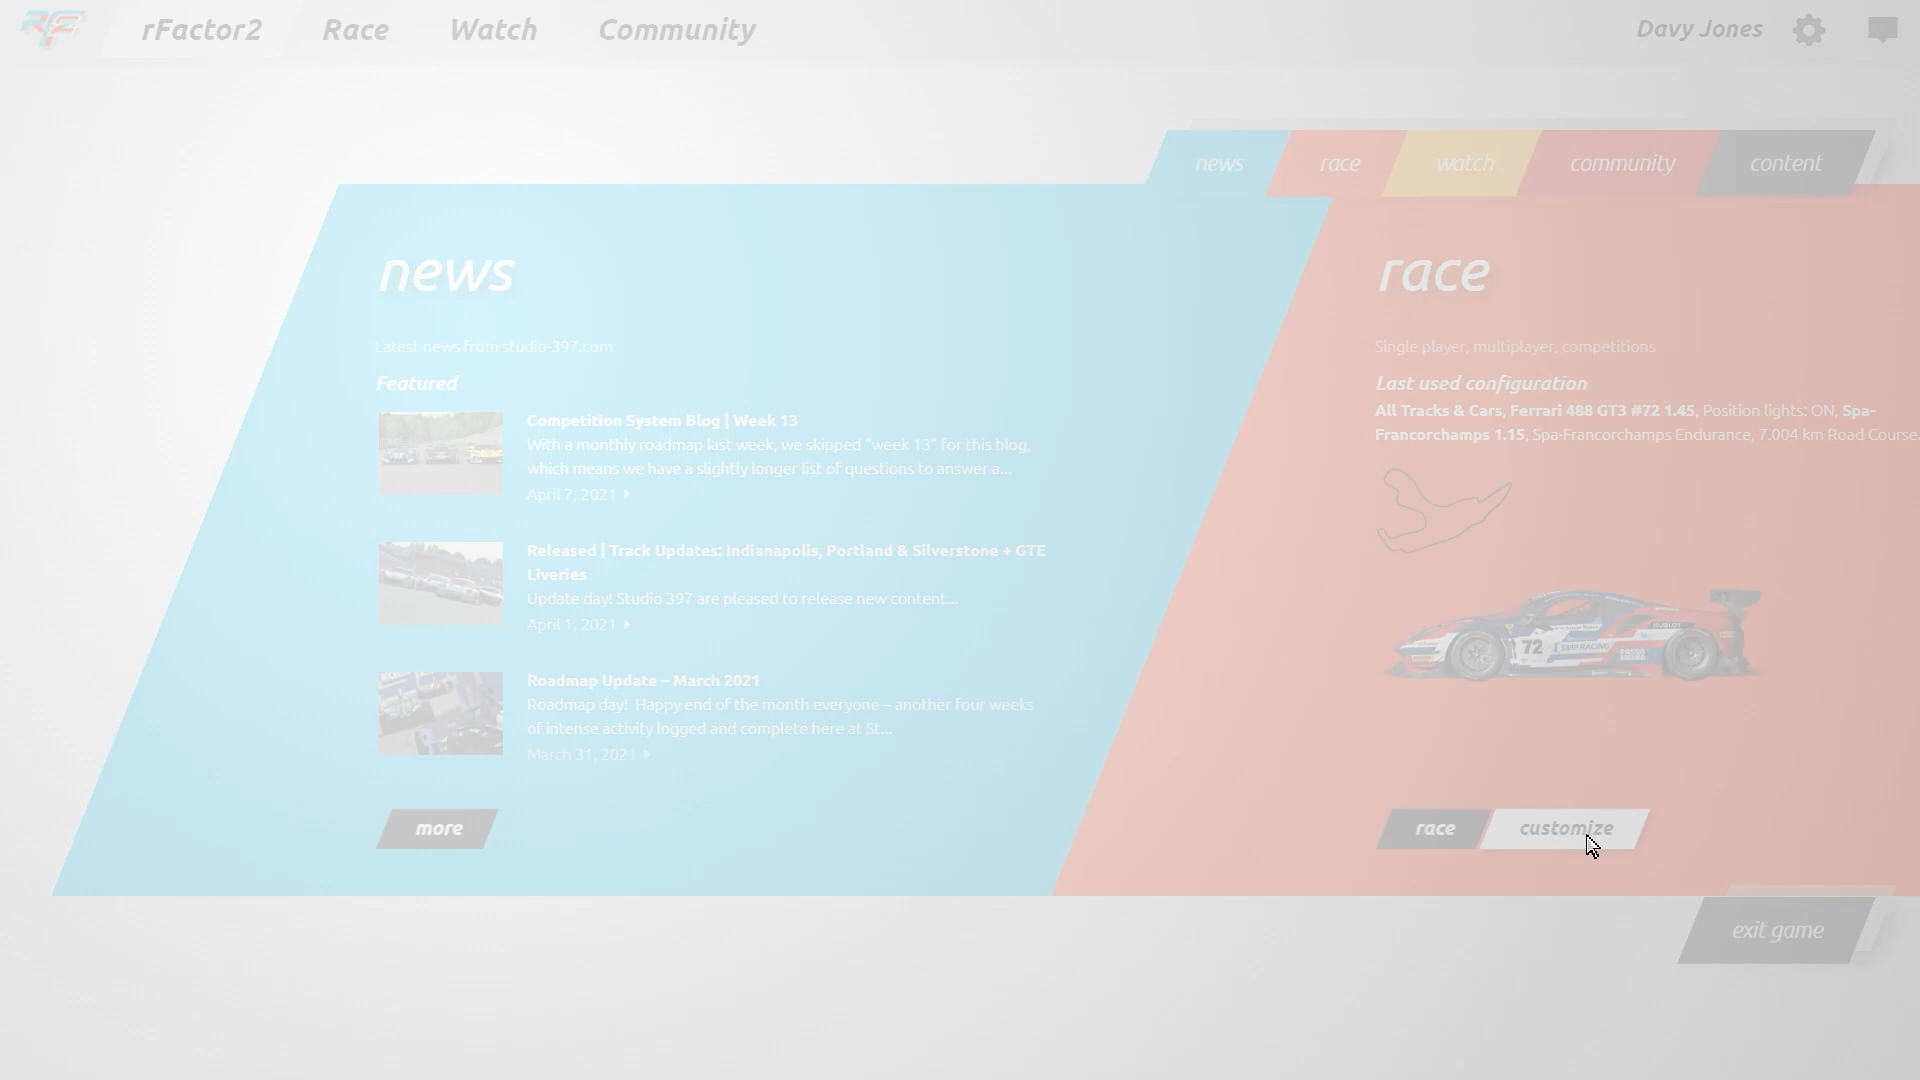 rFactor2 Race Watch Community Davy Jones
news race watch community content
news
Latest news from studio-397.com
Featured
Competition System Blog | Week 13
With a monthly roadmap last week, we skipped "week 13" for this blog,
which means we have a slightly longer list of questions to answer a...
April 7, 2021
Released | Track Updates: Indianapolis, Portland & Silverstone + GTE
Liveries
Update day! Studio 397 are pleased to release new content...
April 1, 2021
Roadmap Update – March 2021
Roadmap day! Happy end of the month everyone – another four weeks
of intense activity logged and complete here at St...
March 31, 2021
more
race
Single player, multiplayer, competitions
Last used configuration
All Tracks & Cars, Ferrari 488 GT3 #72 1.45, Position lights: ON, Spa-
Francorchamps 1.15, Spa-Francorchamps Endurance, 7.004 km Road Course.
HUBLOT
72 SMP RACING
race customize
exit game